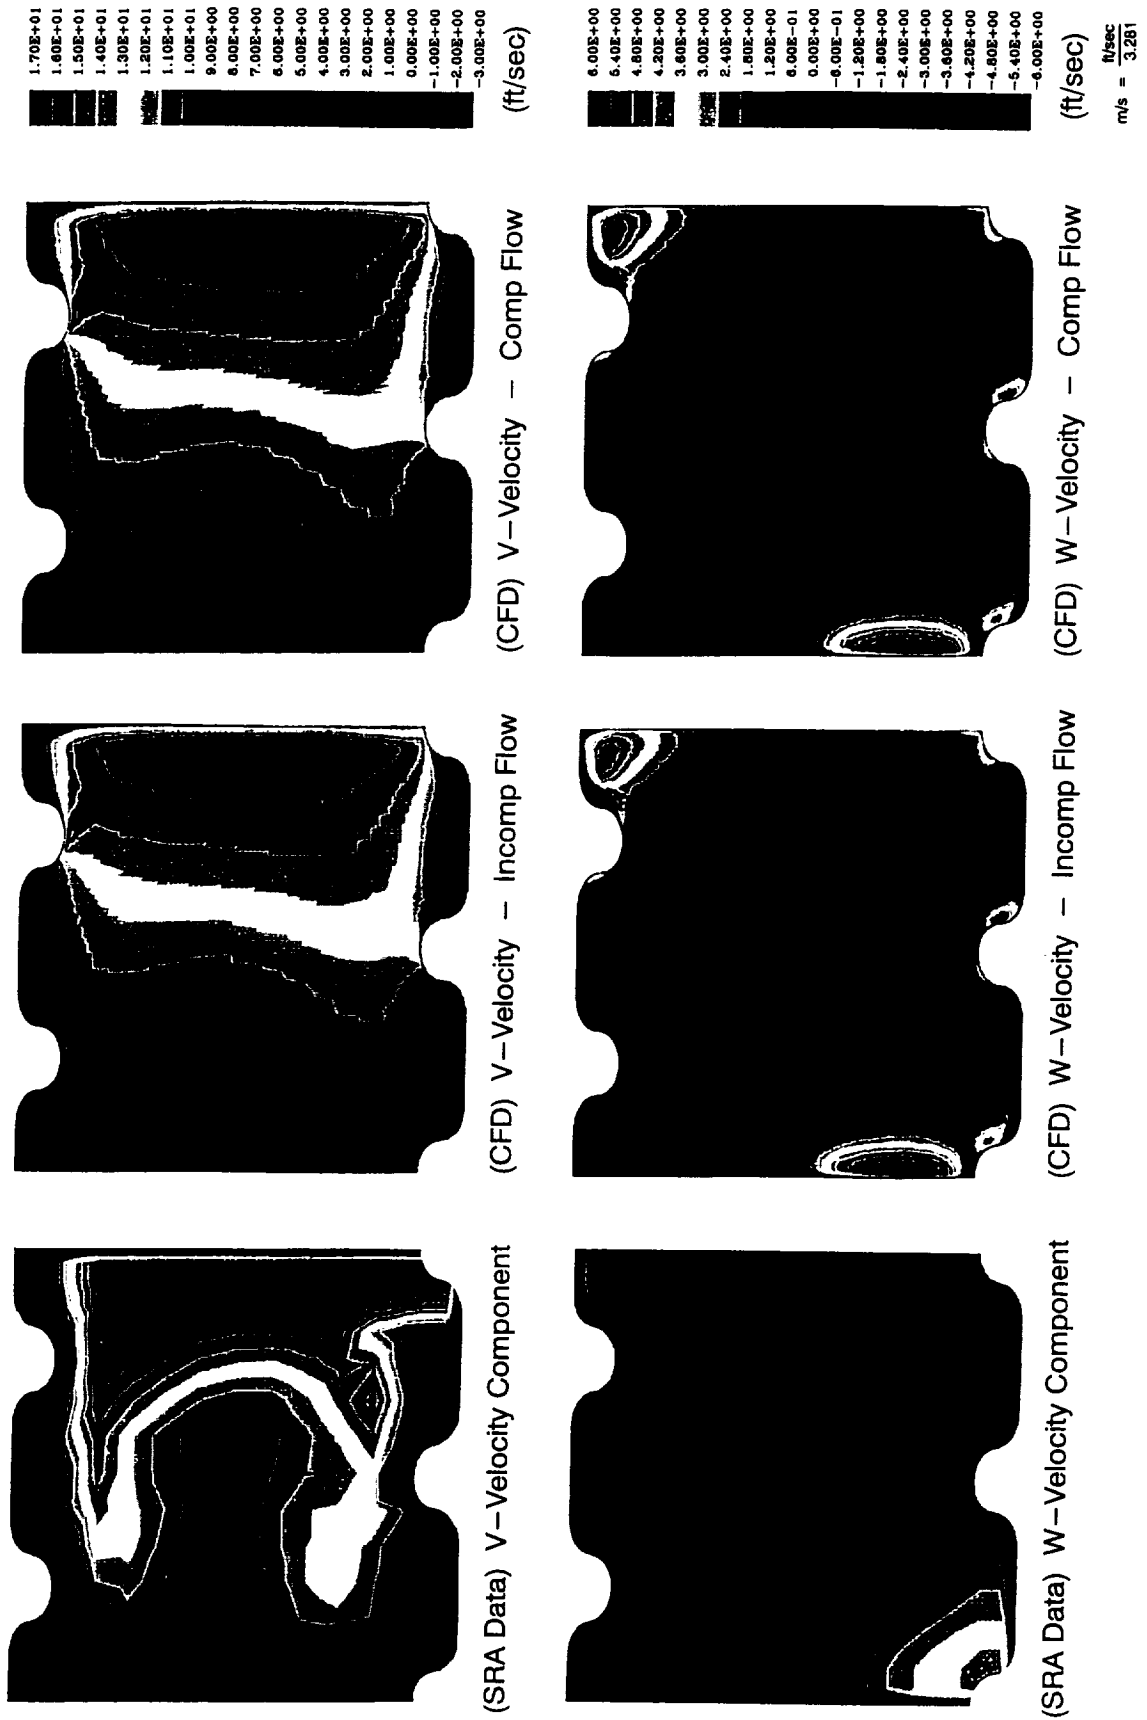 1.70E+01
1.60E+01
1.50E+01
1.40E+01
1.30E+01
1.20E+01
1.10E+01
1.00E+01
9.00E+00
8.00E+00
7.00E+00
6.00E+00
5.00E+00
4.00E+00
3.00E+00
2.00E+00
1.00E+00
0.00E+00
-1.00E+00
-2.00E+00
-3.00E+00
(ft/sec)
(SRA Data) V-Velocity Component
(CFD) V-Velocity - Incomp Flow
(CFD) V-Velocity - Comp Flow
6.00E+00
5.40E+00
4.80E+00
4.20E+00
3.60E+00
3.00E+00
2.40E+00
1.80E+00
1.20E+00
6.00E-01
0.00E+00
-6.00E-01
-1.20E+00
-1.80E+00
-2.40E+00
-3.00E+00
-3.60E+00
-4.20E+00
-4.80E+00
-5.40E+00
-6.00E+00
(ft/sec)
(SRA Data) W-Velocity Component
(CFD) W-Velocity - Incomp Flow
(CFD) W-Velocity - Comp Flow
m/s = ft/sec
3.281